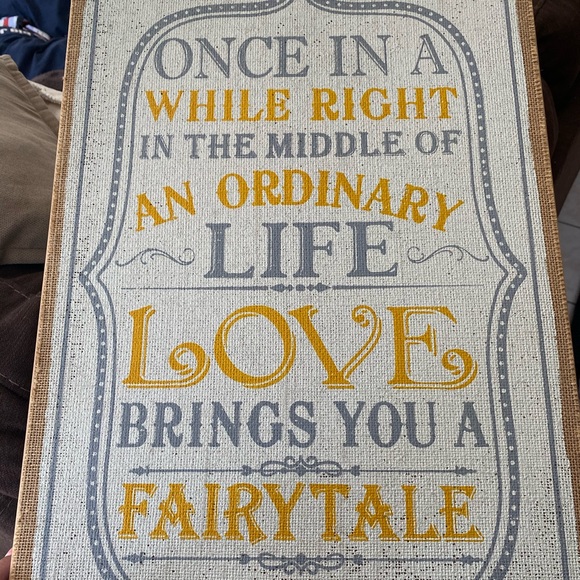 ONCE IN A
WHILE RIGHT
IN THE MIDDLE OF
AN ORDINARY
LIFE
LOVE
BRINGS YOU A
FAIRYTALE